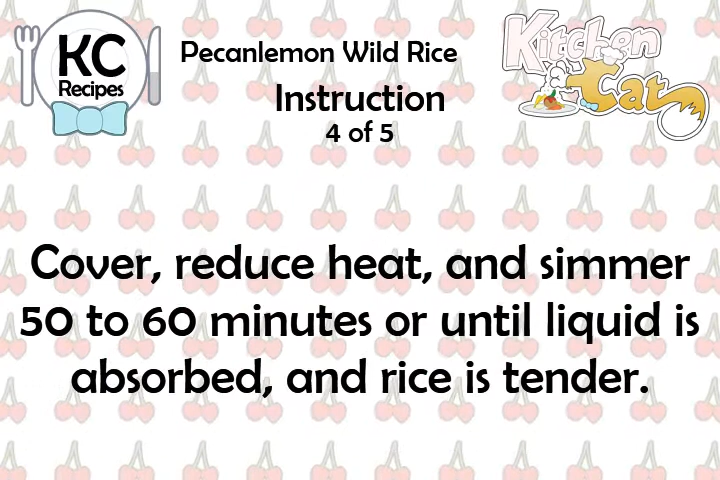 KC
Recipes
Pecanlemon Wild Rice
Instruction
4 of 5
Kitchen
Cat
Cover, reduce heat, and simmer
50 to 60 minutes or until liquid is
absorbed, and rice is tender.